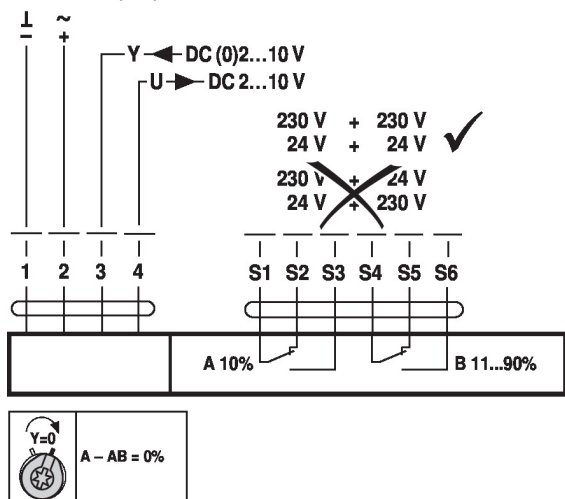 ⊥ ~
– +
Y DC (0)2…10 V
U DC 2…10 V
230 V + 230 V
24 V + 24 V
230 V + 24 V
24 V + 230 V
1 2 3 4 S1 S2 S3 S4 S5 S6
A 10% B 11…90%
Y=0
A – AB = 0%